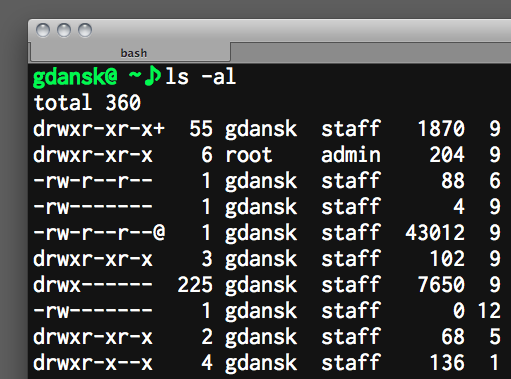 bash
gdansk@ ~♪ls -al
total 360
drwxr-xr-x+ 55 gdansk staff 1870 9
drwxr-xr-x 6 root admin 204 9
-rw-r--r-- 1 gdansk staff 88 6
-rw------- 1 gdansk staff 4 9
-rw-r--r--@ 1 gdansk staff 43012 9
drwxr-xr-x 3 gdansk staff 102 9
drwx------ 225 gdansk staff 7650 9
-rw------- 1 gdansk staff 0 12
drwxr-xr-x 2 gdansk staff 68 5
drwxr-x--x 4 gdansk staff 136 1